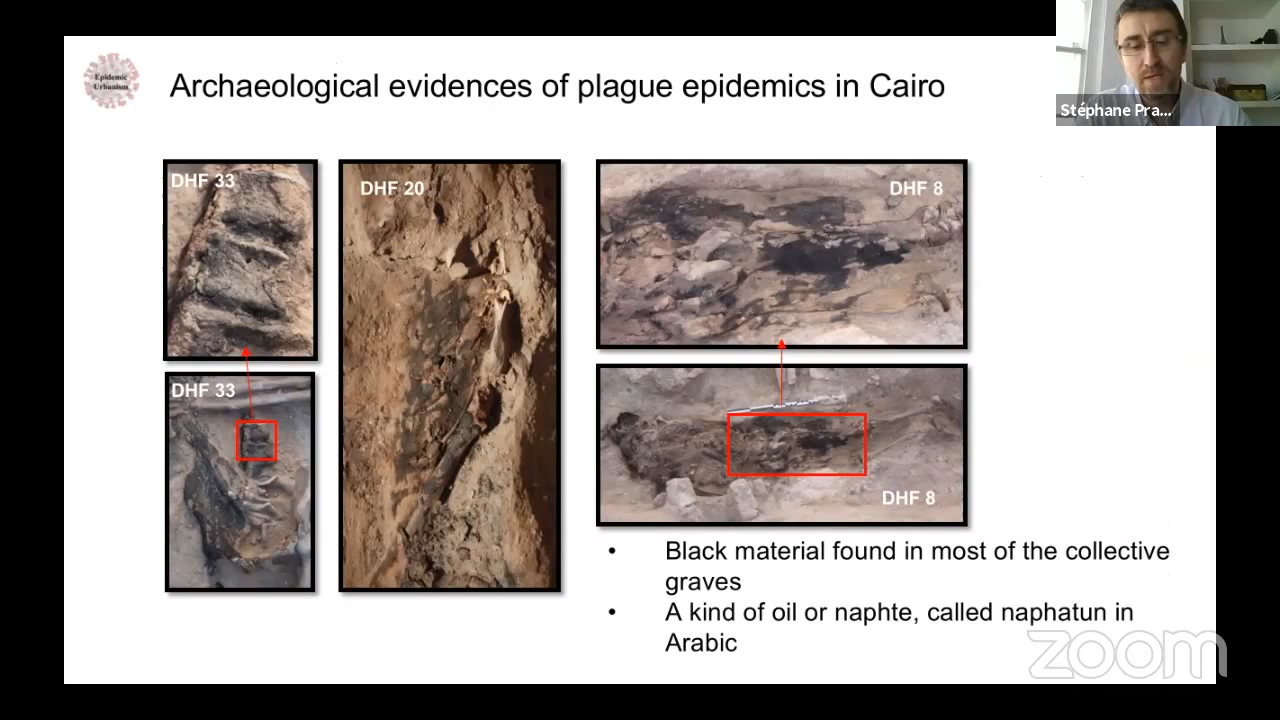 Epidemic
Urbanism
Archaeological evidences of plague epidemics in Cairo
Stéphane Pra...
DHF 33
DHF 20
DHF 8
DHF 33
DHF 8
• Black material found in most of the collective
graves
• A kind of oil or naphte, called naphatun in
Arabic
zoom